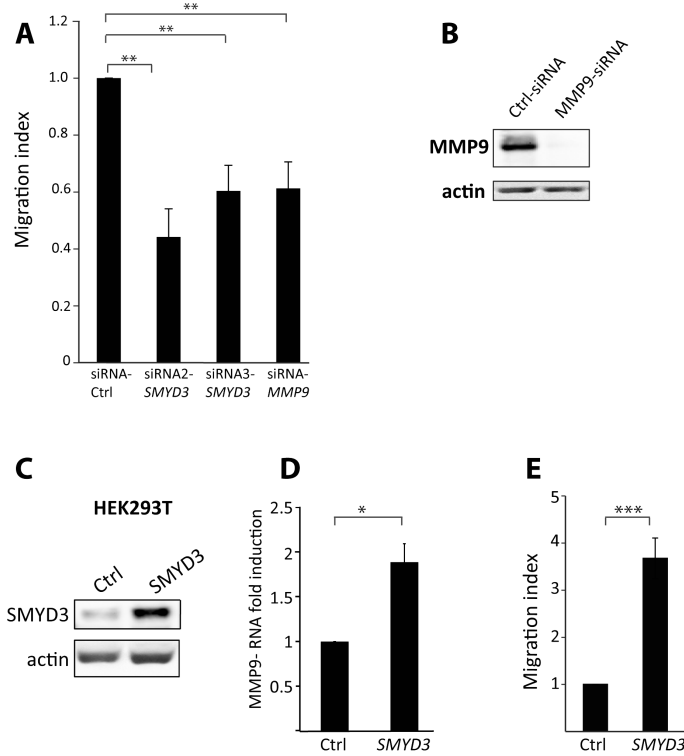 A
**
**
**
Migration index
1.2
1.0
0.8
0.6
0.4
0.2
0
siRNA-
Ctrl
siRNA2-
SMYD3
siRNA3-
SMYD3
siRNA-
MMP9
B
Ctrl-siRNA
MMP9-siRNA
MMP9
actin
C
HEK293T
Ctrl
SMYD3
SMYD3
actin
D
MMP9- RNA fold induction
2.5
2
1.5
1
0.5
*
Ctrl
SMYD3
E
Migration index
5
4
3
2
1
***
Ctrl
SMYD3